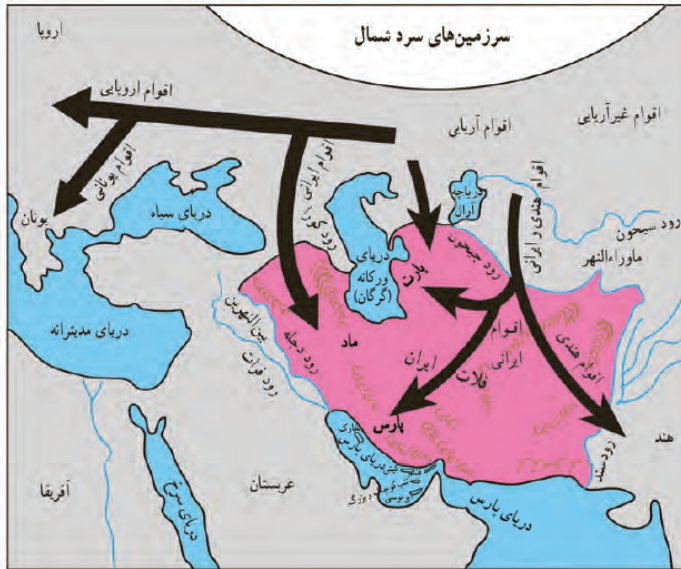 سرزمین‌های سرد شمال
اروپا
اقوام اروپایی
اقوام آریایی
اقوام غیرآریایی
اقوام یونانی
اقوام ایرانی
اقوام هندی و ایرانی
یونان
دریای سیاه
دریاچه
آرال
رود سیحون
ماوراءالنهر
رود جیحون
دریای
ورکانه
(گرگان)
پارت
دریای مدیترانه
بین‌النهرین
رود دجله
رود فرات
ماد
اقوام
ایرانی
فلات ایران
اقوام هندی
پارس
هند
رود سند
خارک
دریای پارس
آفریقا
دریای سرخ
عربستان
دریای پارس